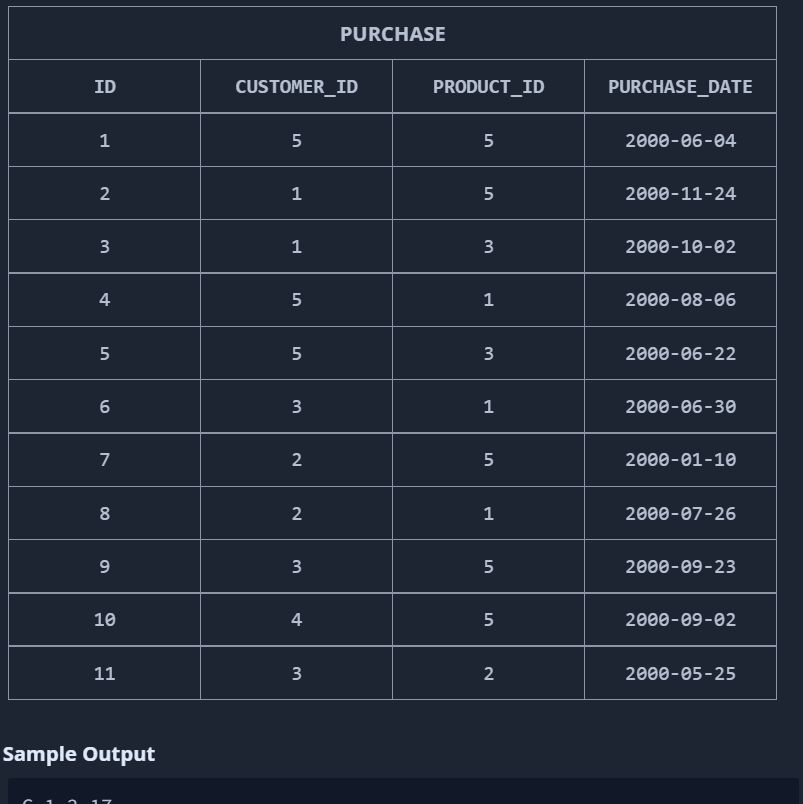 PURCHASE
ID CUSTOMER_ID PRODUCT_ID PURCHASE_DATE
1 5 5 2000-06-04
2 1 5 2000-11-24
3 1 3 2000-10-02
4 5 1 2000-08-06
5 5 3 2000-06-22
6 3 1 2000-06-30
7 2 5 2000-01-10
8 2 1 2000-07-26
9 3 5 2000-09-23
10 4 5 2000-09-02
11 3 2 2000-05-25
Sample Output